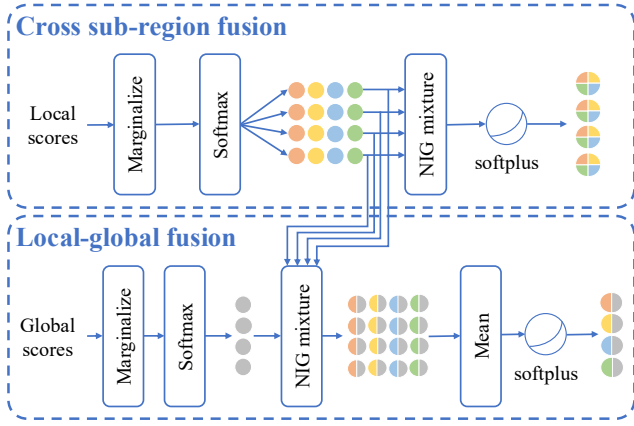 Cross sub-region fusion
Local
scores
Marginalize
Softmax
NIG mixture
softplus
Local-global fusion
Global
scores
Marginalize
Softmax
NIG mixture
Mean
softplus